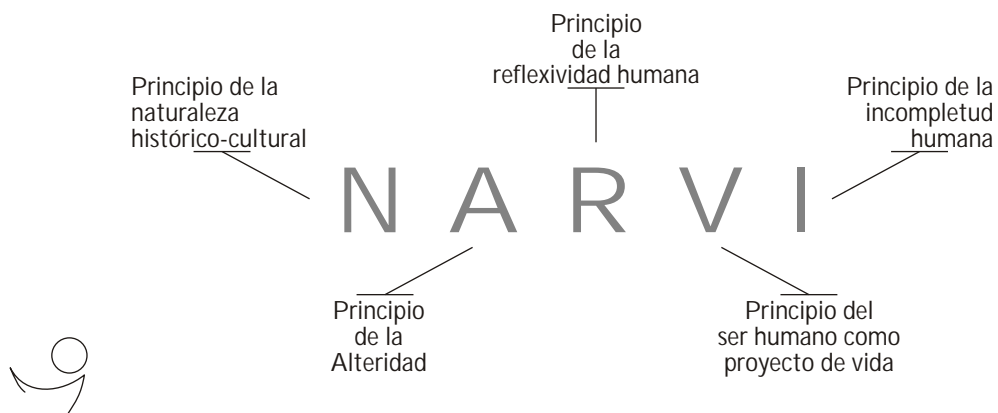 Principio
de la
reflexividad humana
Principio de la
naturaleza
histórico-cultural
Principio de la
incompletud
humana
N A R V I
Principio
de la
Alteridad
Principio del
ser humano como
proyecto de vida